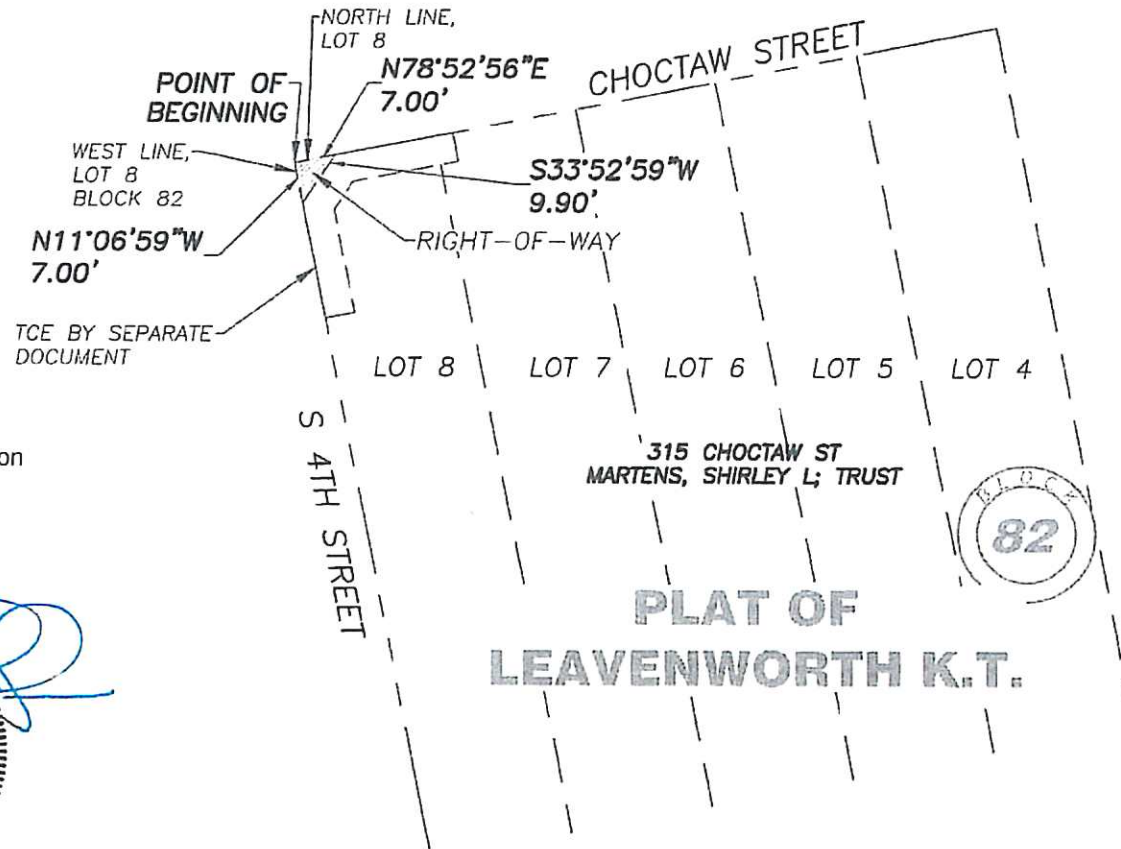 NORTH LINE,
LOT 8
N78°52'56"E
7.00'
CHOCTAW STREET
POINT OF
BEGINNING
WEST LINE,
LOT 8
BLOCK 82
S33°52'59"W
9.90'
N11°06'59"W
7.00'
RIGHT-OF-WAY
TCE BY SEPARATE
DOCUMENT
LOT 8
LOT 7
LOT 6
LOT 5
LOT 4
S 4TH STREET
on
315 CHOCTAW ST
MARTENS, SHIRLEY L; TRUST
BLOCK
82
PLAT OF
LEAVENWORTH K.T.